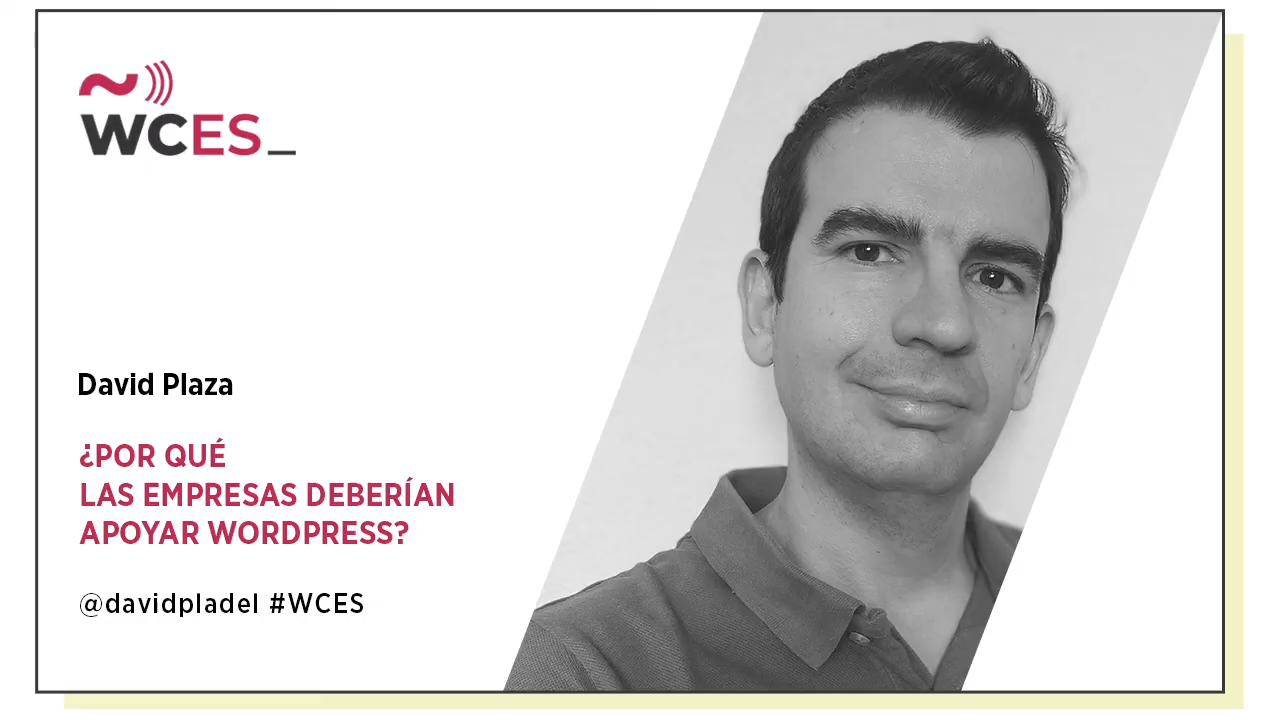 WCES_
David Plaza
¿POR QUÉ
LAS EMPRESAS DEBERÍAN
APOYAR WORDPRESS?
@davidpladel #WCES